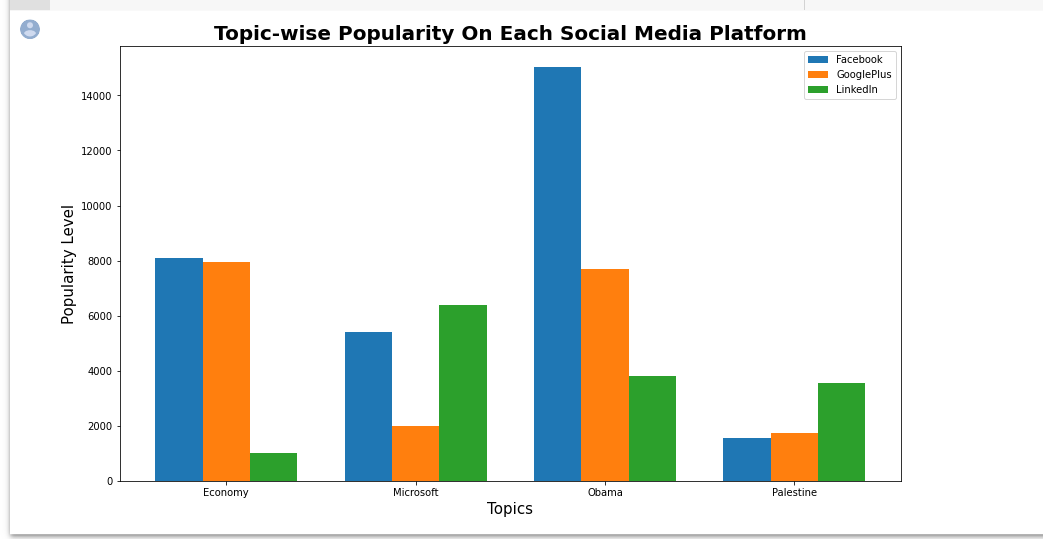 Topic-wise Popularity On Each Social Media Platform
Facebook
GooglePlus
LinkedIn
14000
12000
10000
8000
6000
4000
2000
0
Popularity Level
Economy Microsoft Obama Palestine
Topics